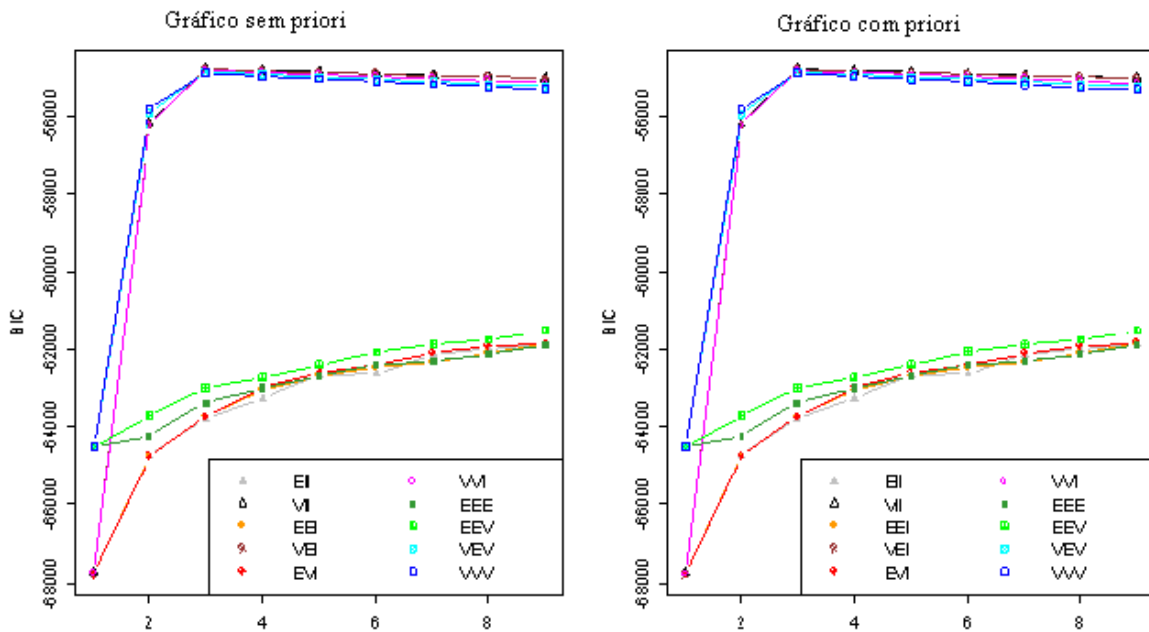 Gráfico sem priori
Gráfico com priori
BIC
-56000
-58000
-60000
-62000
-64000
-66000
-68000
2 4 6 8
EII VVI
VII EEE
EEI EEV
VEI VEV
EVI VVV
BIC
-56000
-58000
-60000
-62000
-64000
-66000
-68000
2 4 6 8
EII VVI
VII EEE
EEI EEV
VEI VEV
EVI VVV